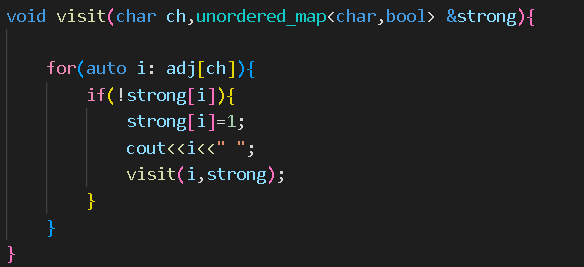 void visit(char ch,unordered_map<char,bool> &strong){
for(auto i: adj[ch]){
if(!strong[i]){
strong[i]=1;
cout<<i<<" ";
visit(i,strong);
}
}
}